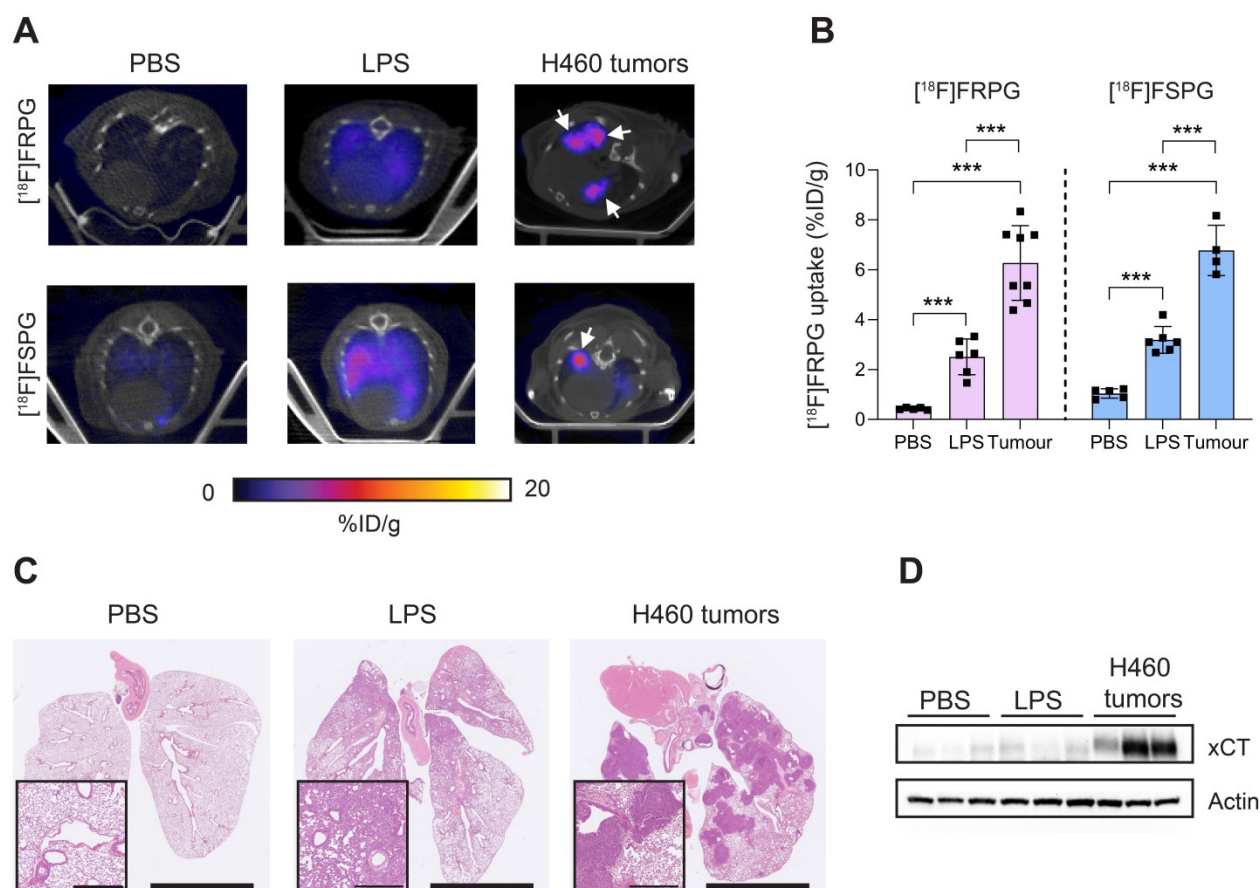 A
PBS
LPS
H460 tumors
[¹⁸F]FRPG
[¹⁸F]FSPG
0
20
%ID/g
B
[¹⁸F]FRPG
[¹⁸F]FSPG
***
***
***
***
***
***
[¹⁸F]FRPG uptake (%ID/g)
10
8
6
4
2
0
PBS
LPS
Tumour
PBS
LPS
Tumour
C
PBS
LPS
H460 tumors
D
PBS
LPS
H460
tumors
xCT
Actin